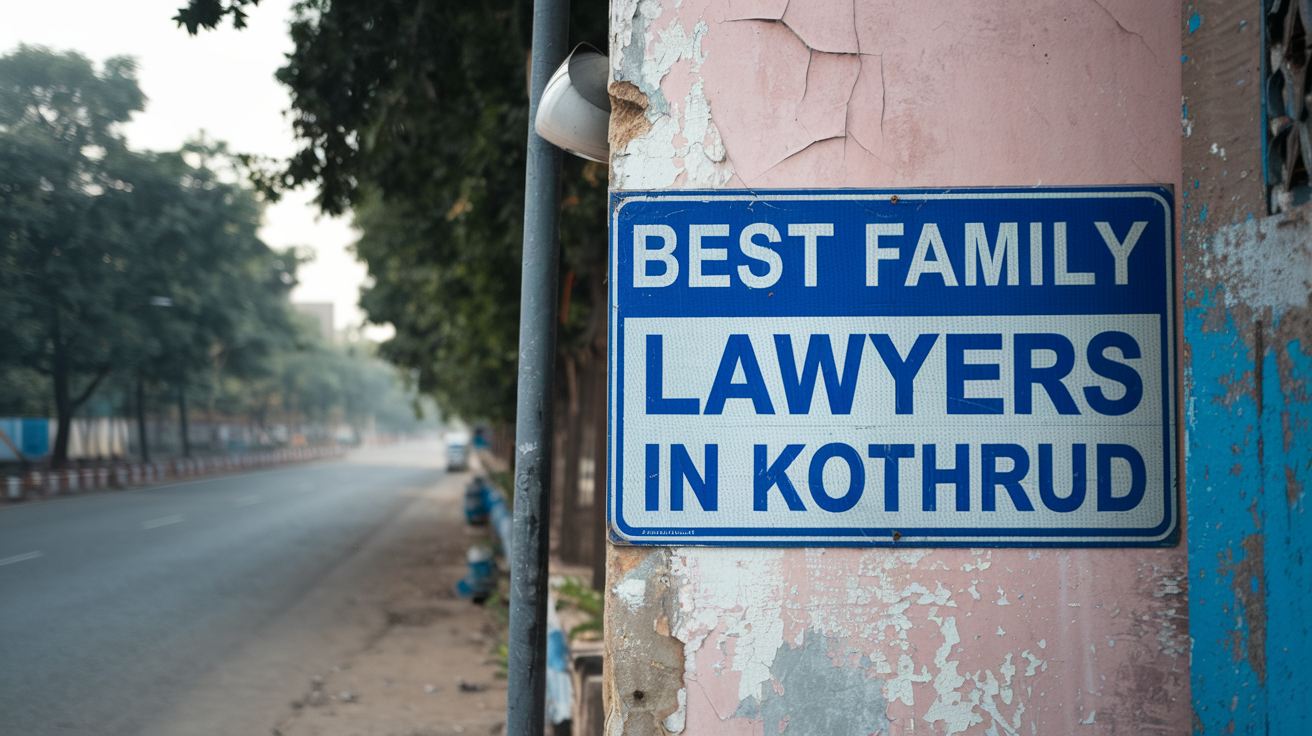 BEST FAMILY
LAWYERS
IN KOTHRUD